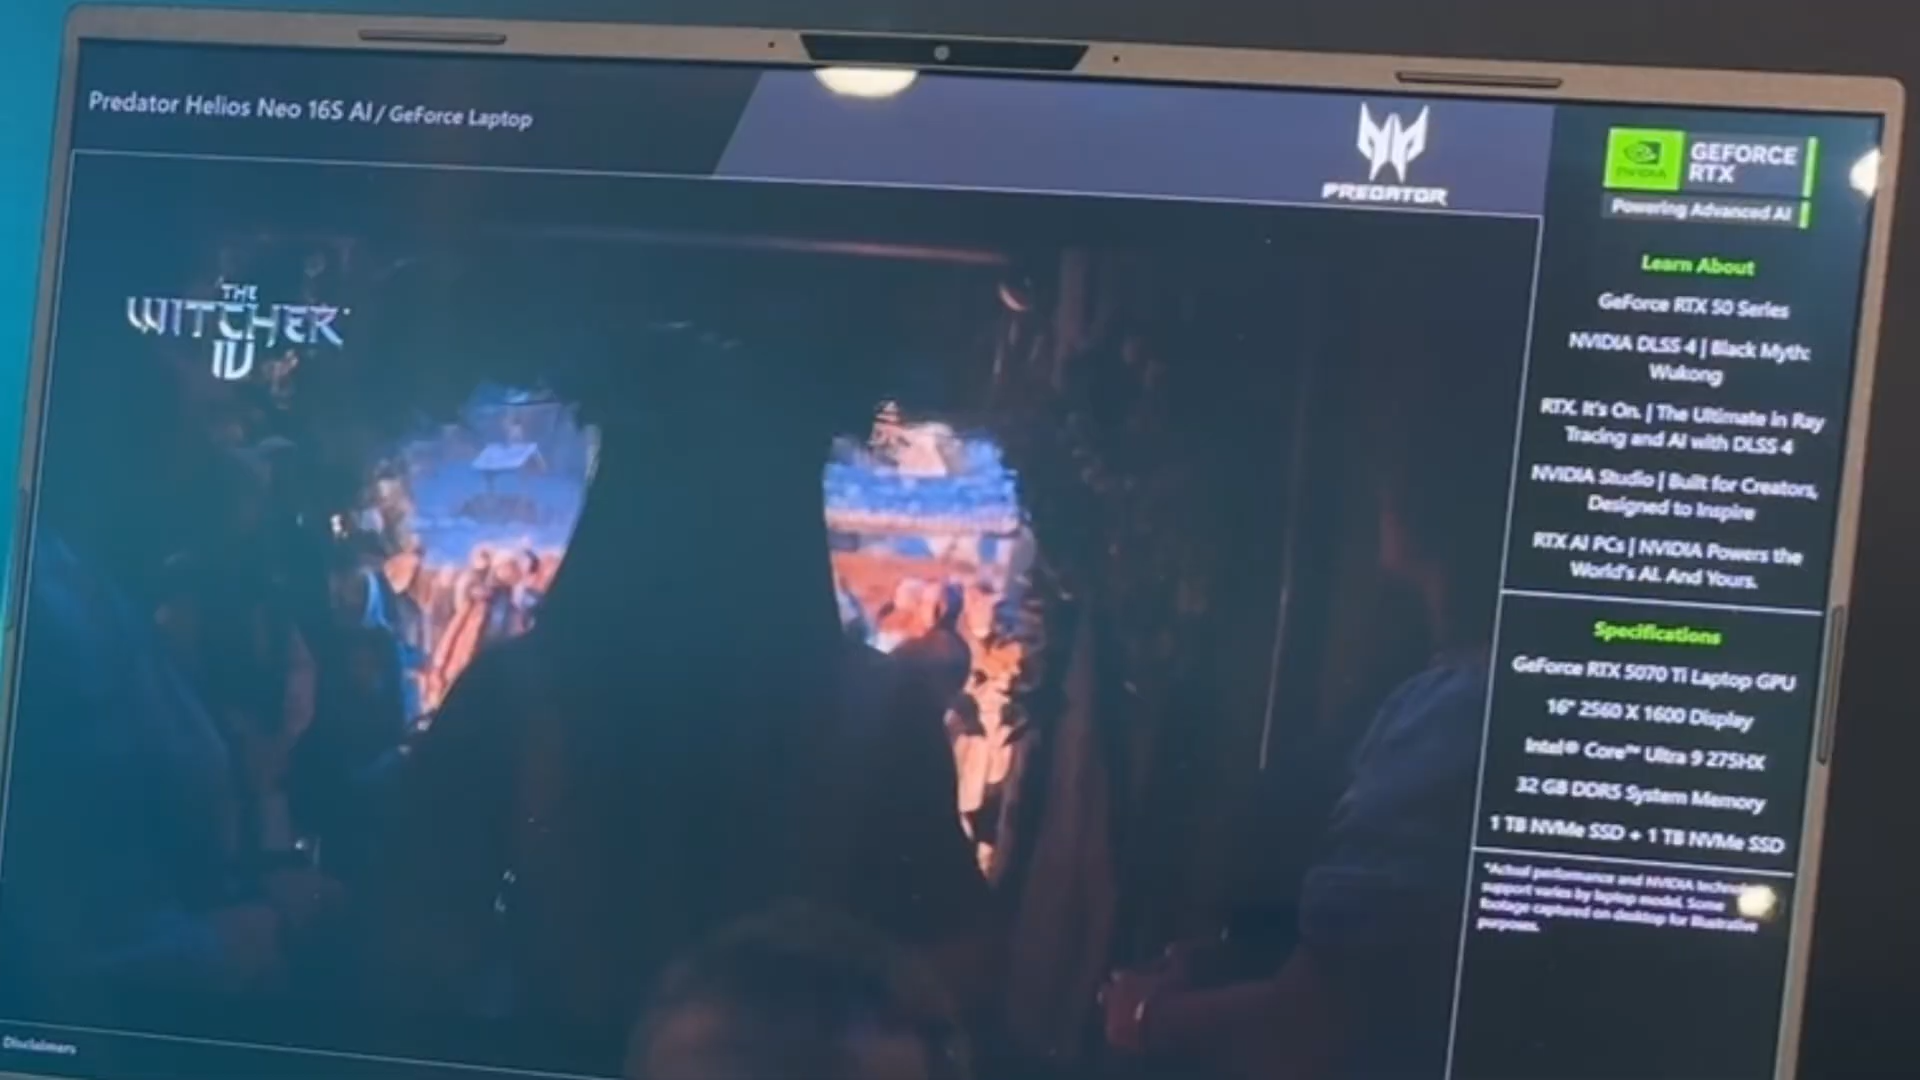 Predator Helios Neo 16S AI / GeForce Laptop
PREDATOR
THE
WITCHER
IV
NVIDIA
GEFORCE
RTX
Powering Advanced AI
Learn About
GeForce RTX 50 Series
NVIDIA DLSS 4 | Black Myth:
Wukong
RTX. It's On. | The Ultimate in Ray
Tracing and AI with DLSS 4
NVIDIA Studio | Built for Creators,
Designed to Inspire
RTX AI PCs | NVIDIA Powers the
World's AI. And Yours.
Specifications
GeForce RTX 5070 Ti Laptop GPU
16" 2560 X 1600 Display
Intel® Core™ Ultra 9 275HX
32 GB DDR5 System Memory
1 TB NVMe SSD + 1 TB NVMe SSD
*Actual performance and NVIDIA
support varies by laptop model. Some
footage captured on desktop for illustrative
purposes.
Disclaimers